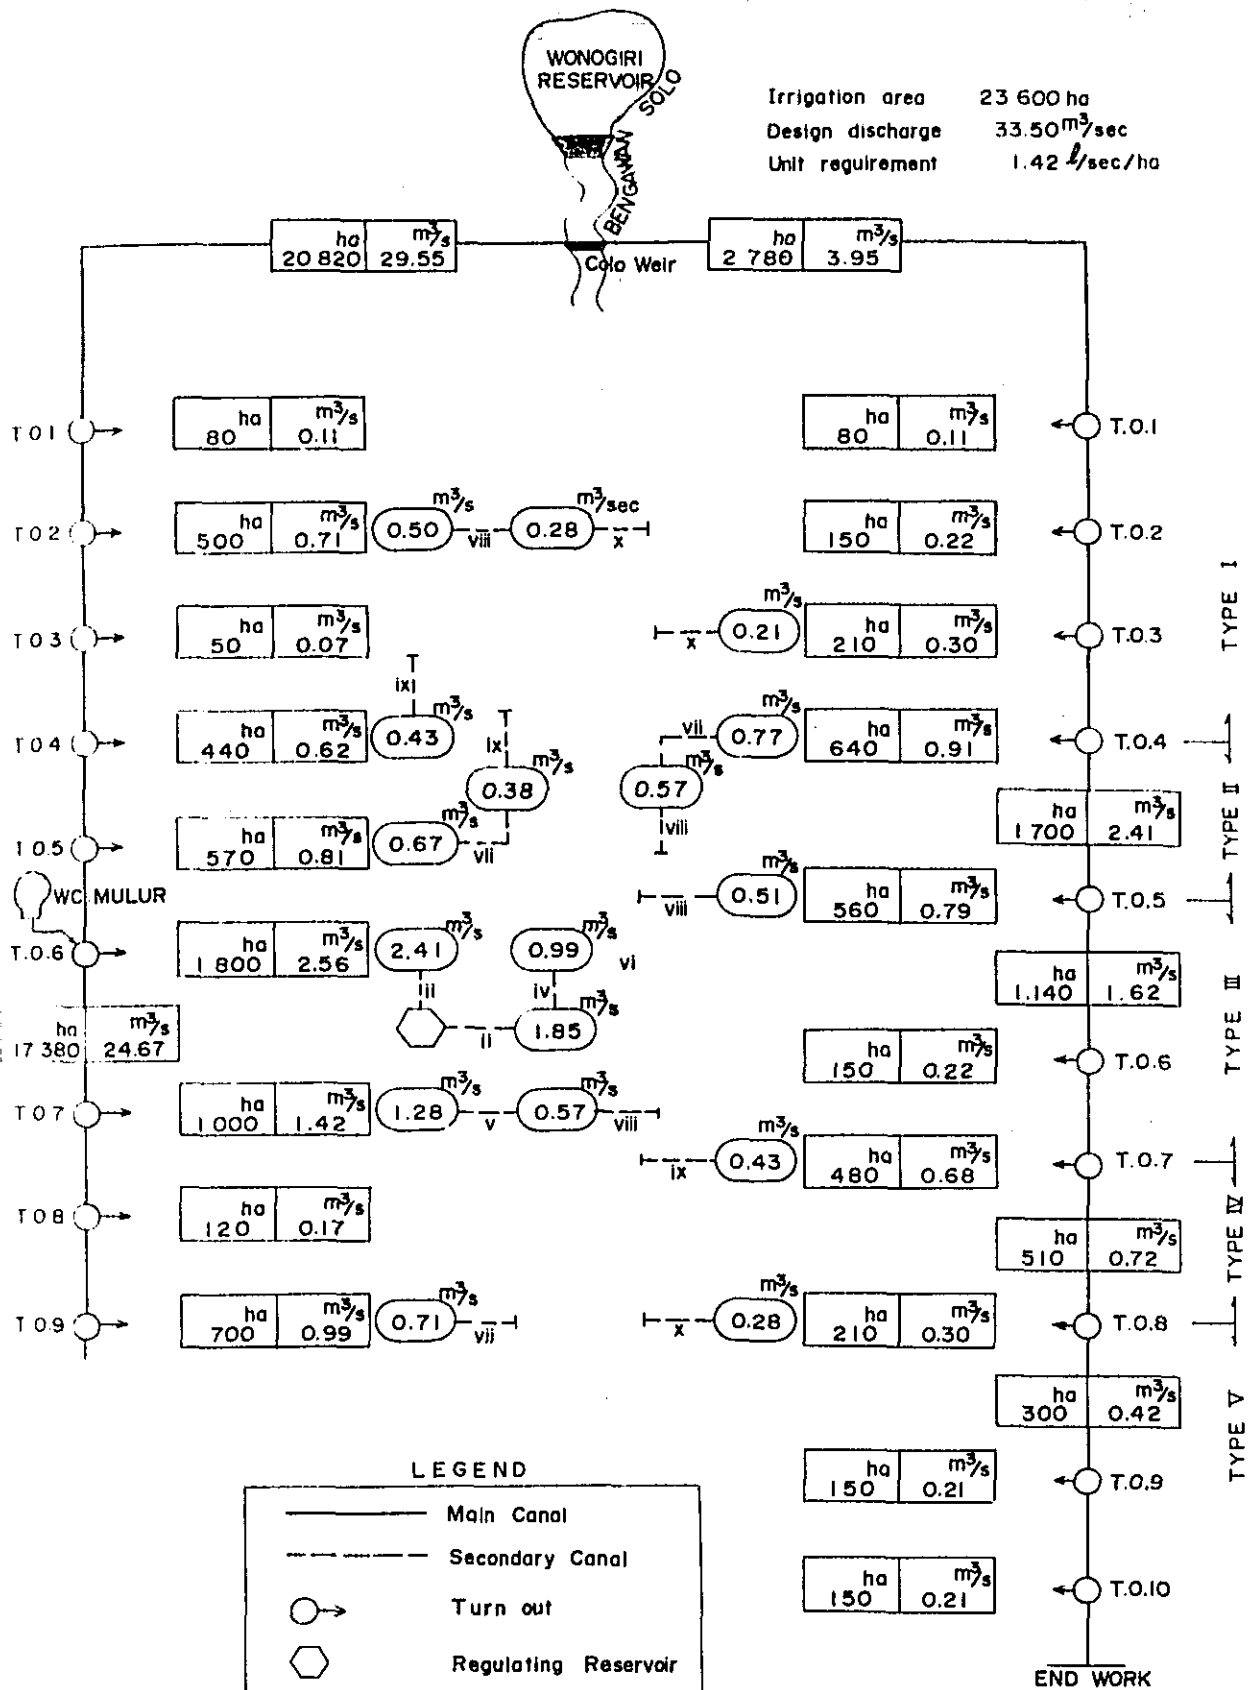 WONOGIRI
RESERVOIR
BENGAWAN SOLO
Irrigation area 23 600 ha
Design discharge 33.50 m³/sec
Unit reguirement 1.42 l/sec/ha
ha m³/s
20 820 29.55
Colo Weir
ha m³/s
2 780 3.95
T O 1
ha m³/s
80 0.11
ha m³/s
80 0.11
T.O.1
T O 2
ha m³/s
500 0.71
m³/s
0.50
viii
m³/sec
0.28
x
ha m³/s
150 0.22
T.O.2
T O 3
ha m³/s
50 0.07
m³/s
0.21
x
ha m³/s
210 0.30
T.O.3
TYPE I
T O 4
ha m³/s
440 0.62
ix
m³/s
0.43
ix
m³/s
0.38
vii
m³/s
0.77
m³/s
0.57
viii
ha m³/s
640 0.91
T.O.4
ha m³/s
1 700 2.41
TYPE II
T O.5
ha m³/s
570 0.81
m³/s
0.67
vii
m³/s
0.51
viii
ha m³/s
560 0.79
T.O.5
WC MULUR
T.O.6
ha m³/s
1 800 2.56
m³/s
2.41
iii
m³/s
0.99
vi
iv
ii
m³/s
1.85
ha m³/s
1.140 1.62
TYPE III
ha m³/s
17 380 24.67
ha m³/s
150 0.22
T.O.6
T O 7
ha m³/s
1 000 1.42
m³/s
1.28
v
m³/s
0.57
viii
m³/s
0.43
ix
ha m³/s
480 0.68
T.O.7
T O 8
ha m³/s
120 0.17
ha m³/s
510 0.72
TYPE IV
T O.9
ha m³/s
700 0.99
m³/s
0.71
vii
m³/s
0.28
x
ha m³/s
210 0.30
T.O.8
ha m³/s
300 0.42
TYPE V
ha m³/s
150 0.21
T.O.9
ha m³/s
150 0.21
T.O.10
END WORK
LEGEND
Main Canal
Secondary Canal
Turn out
Regulating Reservoir